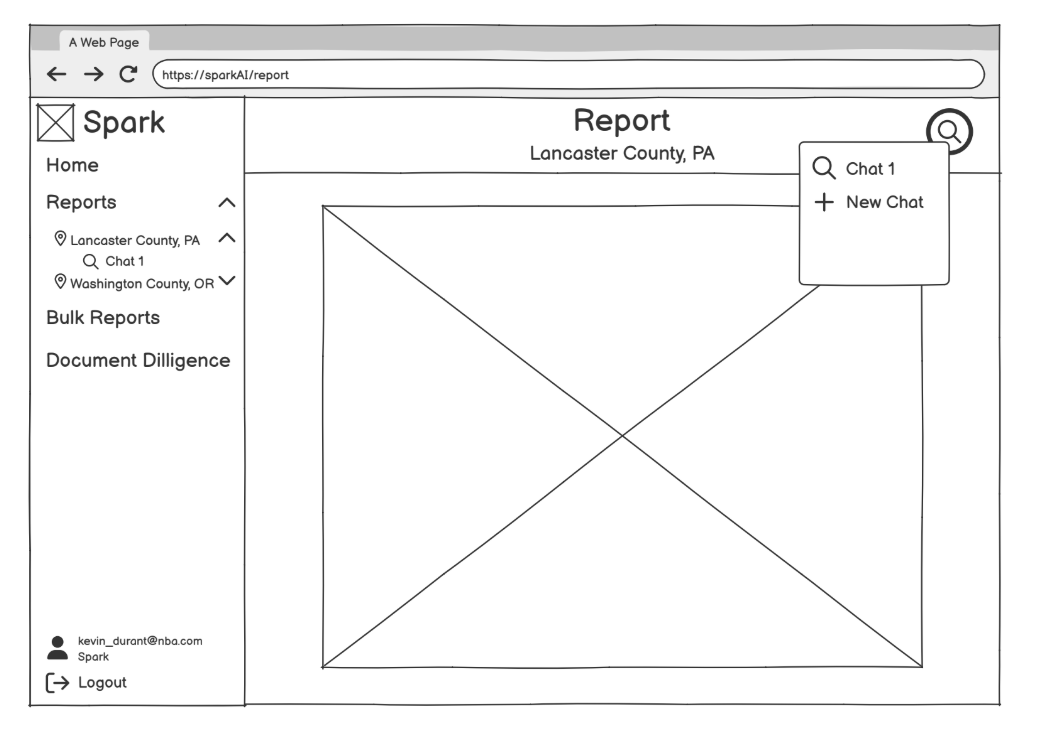 A Web Page
https://sparkAI/report
Spark
Home
Reports
Lancaster County, PA
Chat 1
Washington County, OR
Bulk Reports
Document Dilligence
kevin_durant@nba.com
Spark
Logout
Report
Lancaster County, PA
Chat 1
New Chat